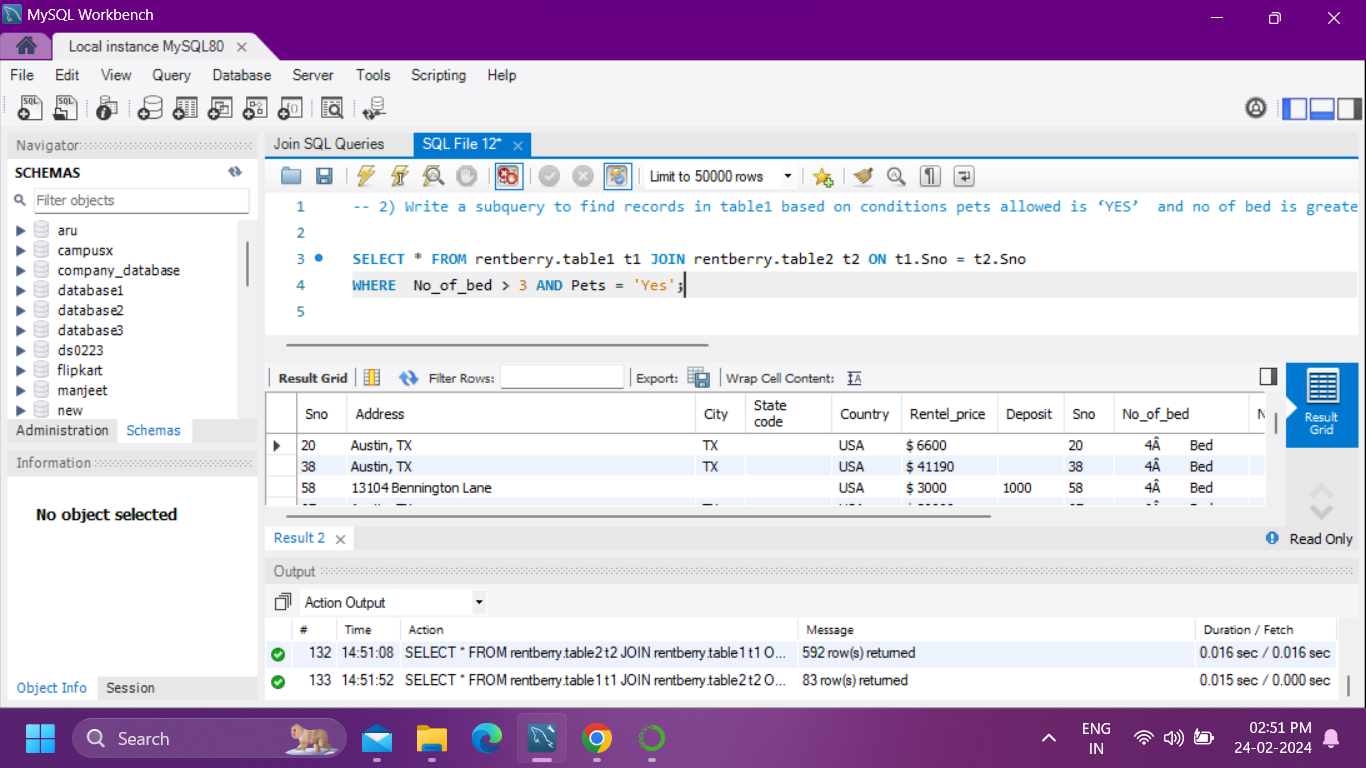 MySQL Workbench
Local instance MySQL80
File Edit View Query Database Server Tools Scripting Help
Navigator
SCHEMAS
Filter objects
aru
campusx
company_database
database1
database2
database3
ds0223
flipkart
manjeet
new
Administration Schemas
Information
No object selected
Object Info Session
Join SQL Queries SQL File 12*
Limit to 50000 rows
1 -- 2) Write a subquery to find records in table1 based on conditions pets allowed is ‘YES’ and no of bed is greate
2
3 SELECT * FROM rentberry.table1 t1 JOIN rentberry.table2 t2 ON t1.Sno = t2.Sno
4 WHERE No_of_bed > 3 AND Pets = 'Yes';
5
Result Grid Filter Rows: Export: Wrap Cell Content:
Sno Address City State code Country Rentel_price Deposit Sno No_of_bed N
20 Austin, TX TX USA $ 6600 20 4Â Bed
38 Austin, TX TX USA $ 41190 38 4Â Bed
58 13104 Bennington Lane USA $ 3000 1000 58 4Â Bed
Result Grid
Result 2 Read Only
Output
Action Output
# Time Action Message Duration / Fetch
132 14:51:08 SELECT * FROM rentberry.table2 t2 JOIN rentberry.table1 t1 O... 592 row(s) returned 0.016 sec / 0.016 sec
133 14:51:52 SELECT * FROM rentberry.table1 t1 JOIN rentberry.table2 t2 O... 83 row(s) returned 0.015 sec / 0.000 sec
Search
ENG
IN
02:51 PM
24-02-2024